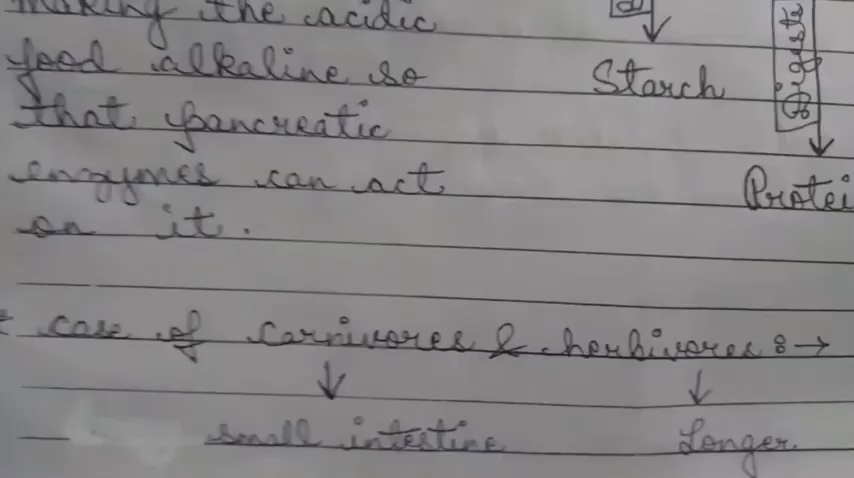 making the acidic
food alkaline so
that pancreatic
enzymes can act
on it.
Starch
Digests
Protei
case of carnivores & herbivores :→
small intestine
Longer.